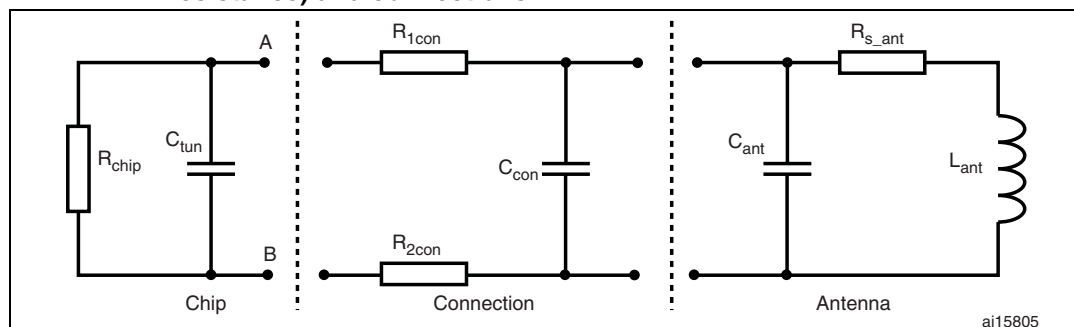 A
R1con
Rs_ant
Rchip
Ctun
Ccon
Cant
Lant
B
R2con
Chip
Connection
Antenna
ai15805